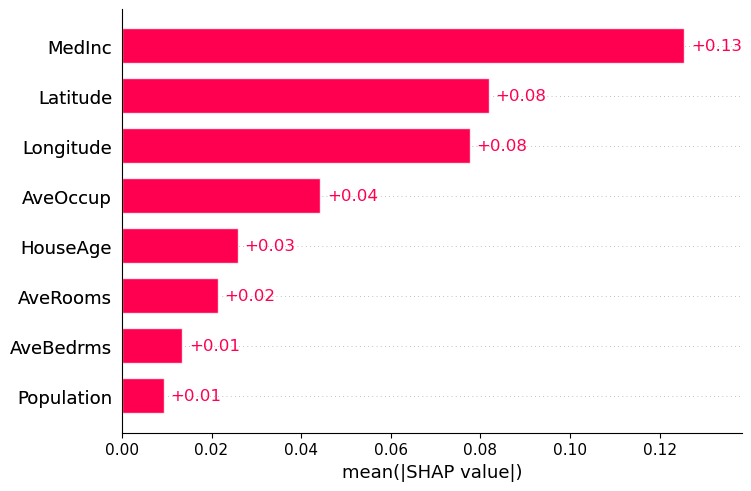 MedInc +0.13
Latitude +0.08
Longitude +0.08
AveOccup +0.04
HouseAge +0.03
AveRooms +0.02
AveBedrms +0.01
Population +0.01
0.00 0.02 0.04 0.06 0.08 0.10 0.12
mean(|SHAP value|)